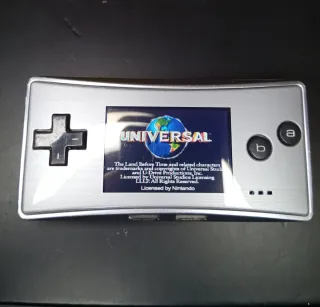 UNIVERSAL
The Land Before Time and related characters
are trademarks and copyrights of Universal Studios
and U-Drive Productions, Inc.
Licensed by Universal Studios Licensing
LLLP. All Rights Reserved.
Licensed by Nintendo
a
b